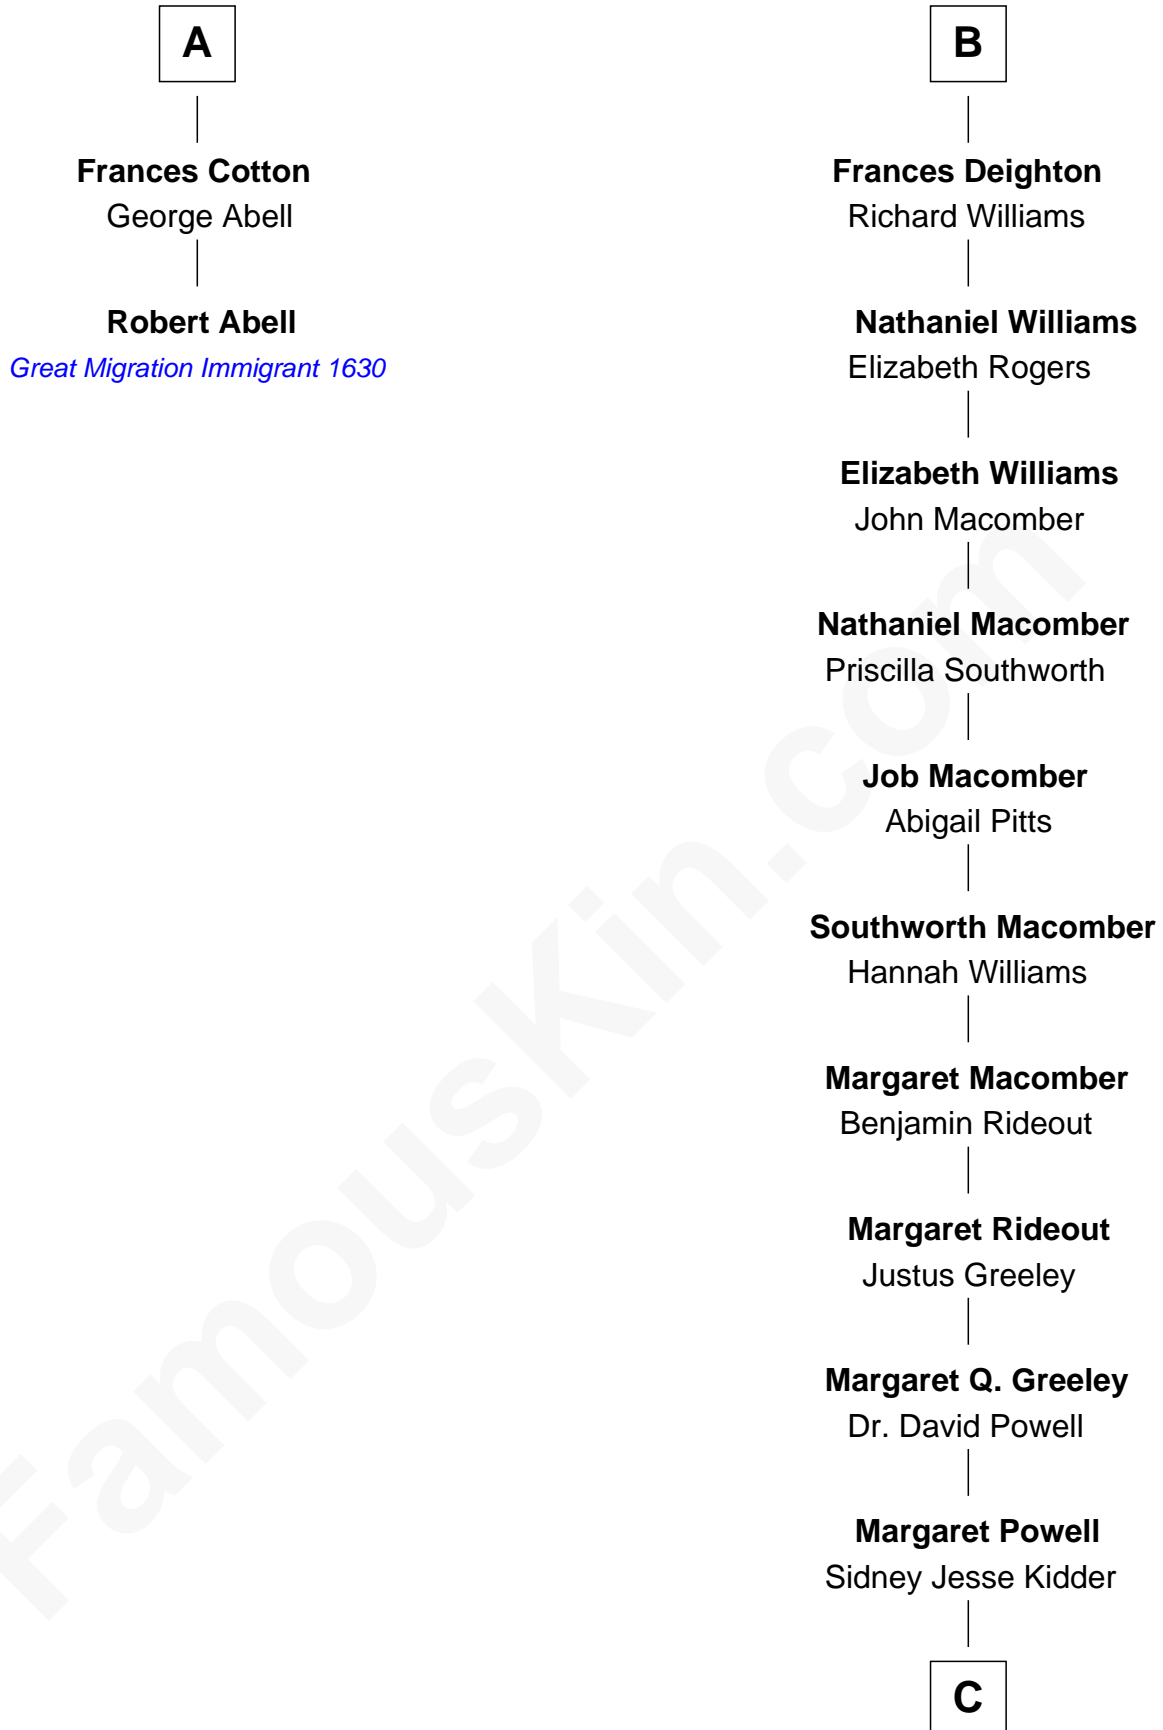 A
Frances Cotton
George Abell
Robert Abell
Great Migration Immigrant 1630
B
Frances Deighton
Richard Williams
Nathaniel Williams
Elizabeth Rogers
Elizabeth Williams
John Macomber
Nathaniel Macomber
Priscilla Southworth
Job Macomber
Abigail Pitts
Southworth Macomber
Hannah Williams
Margaret Macomber
Benjamin Rideout
Margaret Rideout
Justus Greeley
Margaret Q. Greeley
Dr. David Powell
Margaret Powell
Sidney Jesse Kidder
C
FamousKin.com